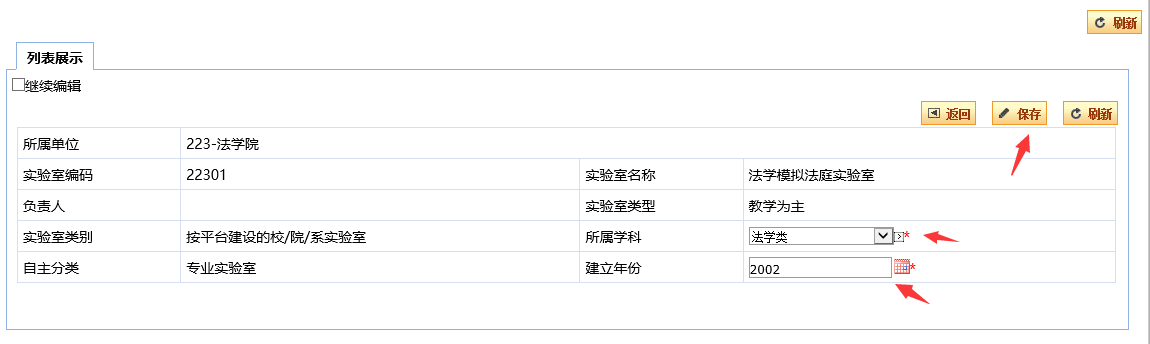 刷新
列表展示
继续编辑
返回 保存 刷新
所属单位 223-法学院
实验室编码 22301 实验室名称 法学模拟法庭实验室
负责人 实验室类型 教学为主
实验室类别 按平台建设的校/院/系实验室 所属学科 法学类 *
自主分类 专业实验室 建立年份 2002 *